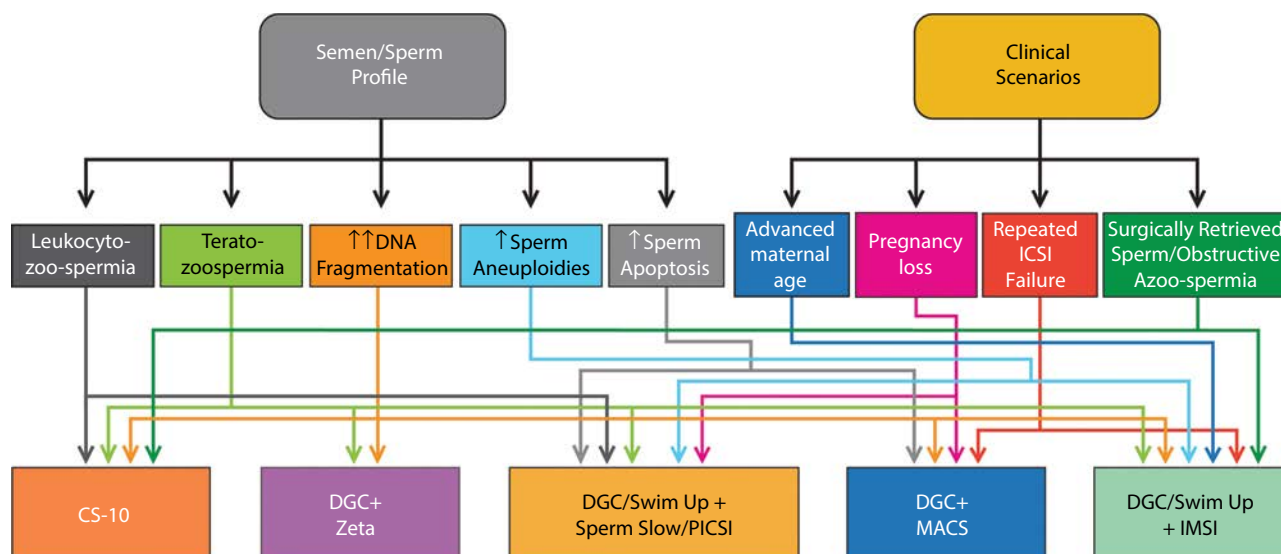 Semen/Sperm
Profile
Clinical
Scenarios
Leukocyto-
zoo-spermia
Terato-
zoospermia
↑↑DNA
Fragmentation
↑Sperm
Aneuploidies
↑Sperm
Apoptosis
Advanced
maternal
age
Pregnancy
loss
Repeated
ICSI
Failure
Surgically Retrieved
Sperm/Obstructive
Azoo-spermia
CS-10
DGC+
Zeta
DGC/Swim Up +
Sperm Slow/PICSI
DGC+
MACS
DGC/Swim Up
+ IMSI